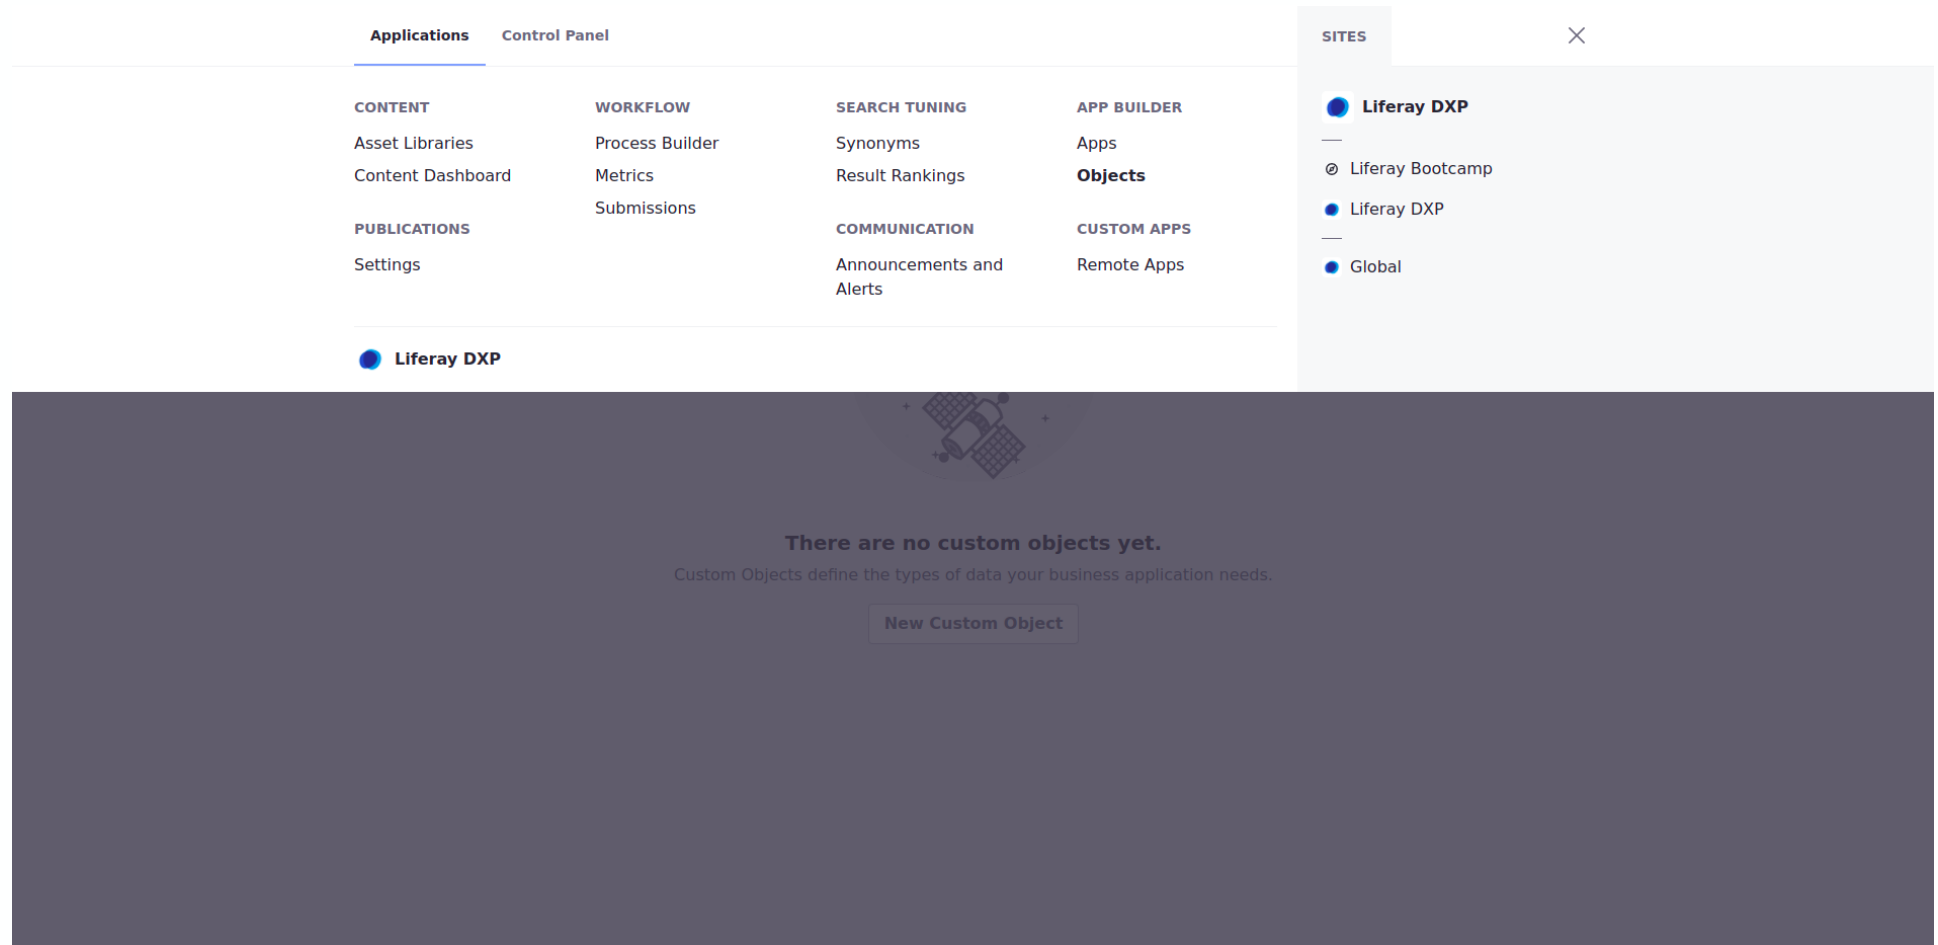 Applications
Control Panel
SITES
CONTENT
Asset Libraries
Content Dashboard
PUBLICATIONS
Settings
WORKFLOW
Process Builder
Metrics
Submissions
SEARCH TUNING
Synonyms
Result Rankings
COMMUNICATION
Announcements and
Alerts
APP BUILDER
Apps
Objects
CUSTOM APPS
Remote Apps
Liferay DXP
Liferay DXP
Liferay Bootcamp
Liferay DXP
Global
There are no custom objects yet.
Custom Objects define the types of data your business application needs.
New Custom Object